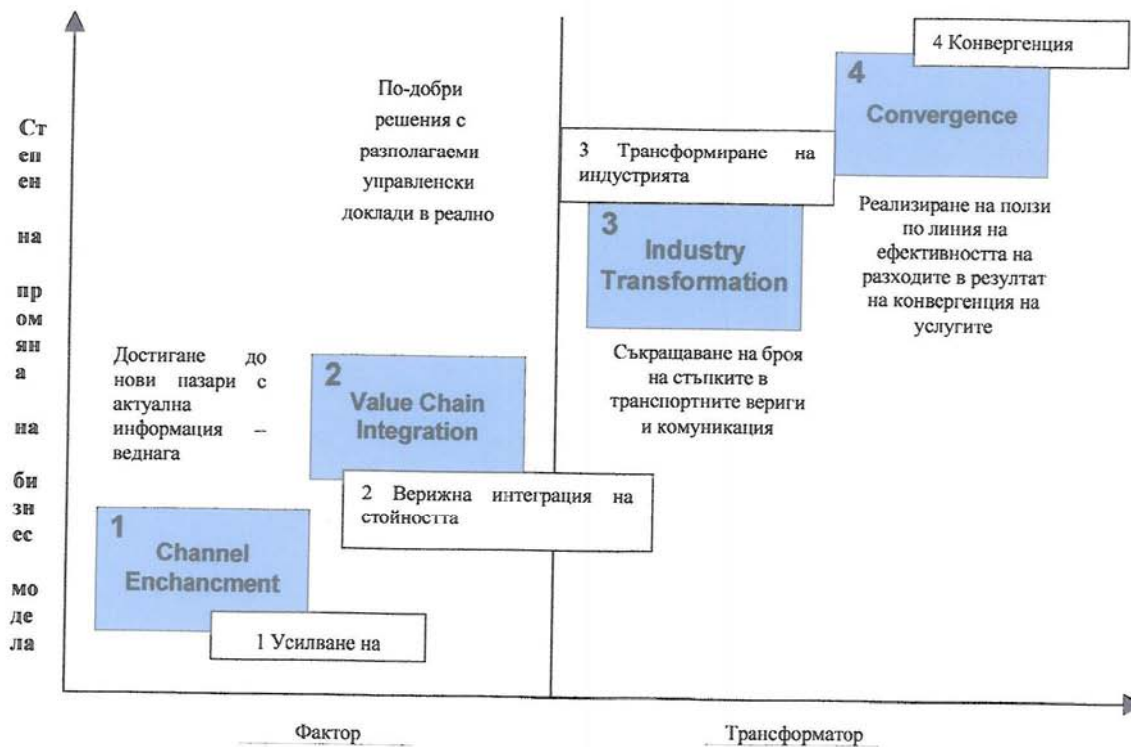 Ст
еп
ен
на
пр
ом
ян
а
на
би
зн
ес
мо
де
ла
4 Конвергенция
4
Convergence
Реализиране на ползи
по линия на
ефективността на
разходите в резултат
на конвергенция на
услугите
По-добри
решения с
разполагаеми
управленски
доклади в реално
3 Трансформиране на
индустрията
3
Industry
Transformation
Съкращаване на броя
на стъпките в
транспортните вериги
и комуникация
Достигане до
нови пазари с
актуална
информация –
веднага
2
Value Chain
Integration
2 Верижна интеграция на
стойността
1
Channel
Enchancment
1 Усилване на
Фактор
Трансформатор